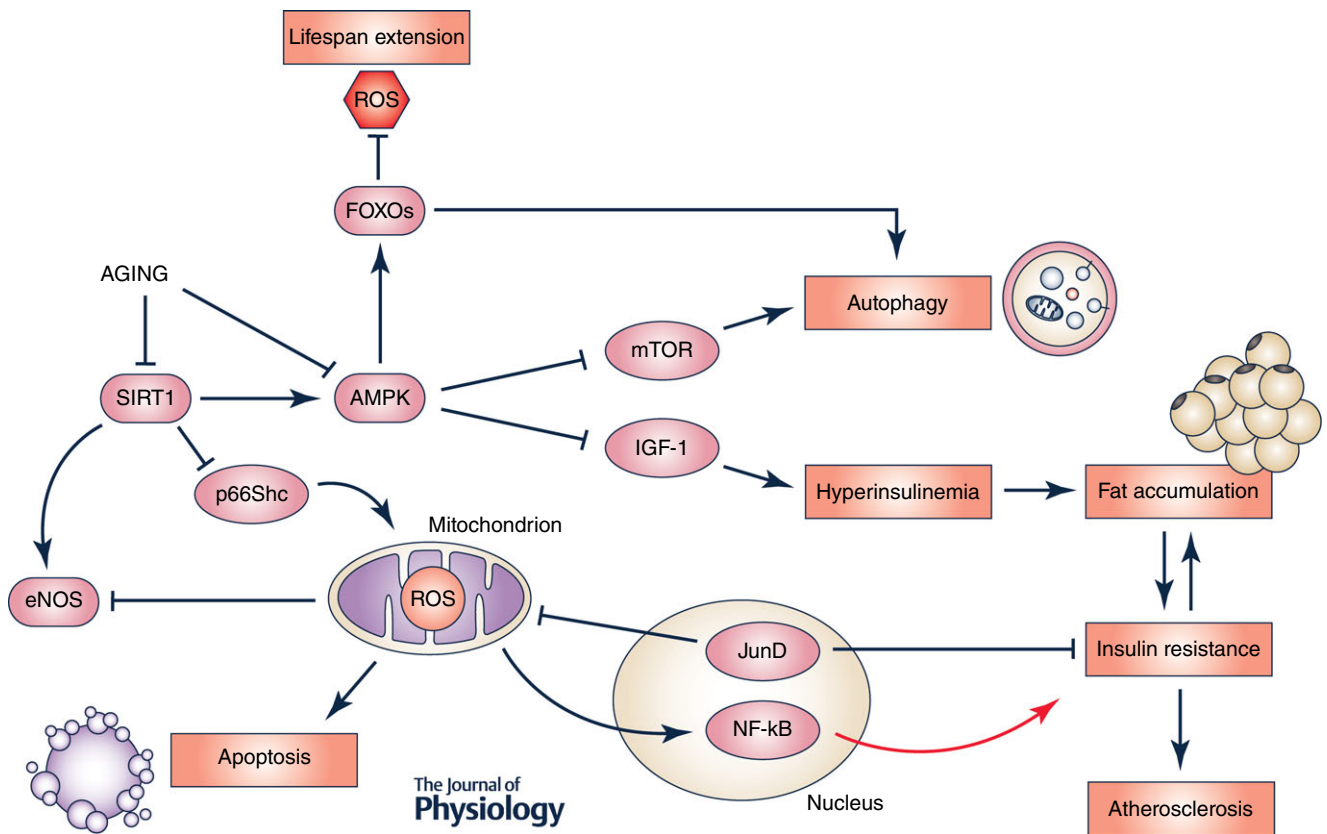 Lifespan extension
ROS
FOXOs
AGING
Autophagy
mTOR
SIRT1
AMPK
IGF-1
p66Shc
Hyperinsulinemia
Fat accumulation
Mitochondrion
eNOS
ROS
JunD
Insulin resistance
NF-kB
Apoptosis
The Journal of
Physiology
Nucleus
Atherosclerosis